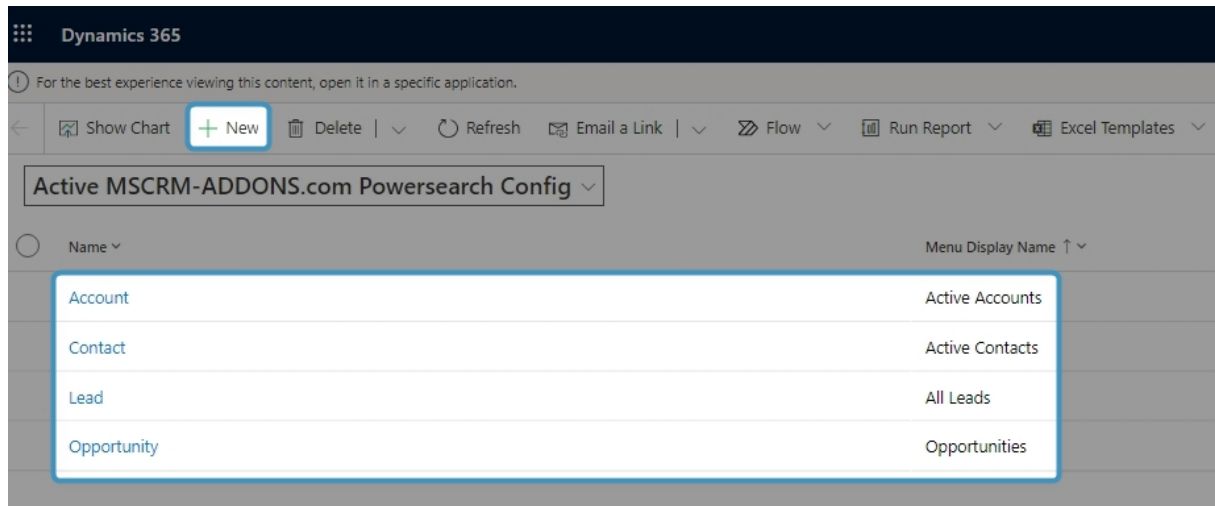 Dynamics 365
For the best experience viewing this content, open it in a specific application.
Show Chart New Delete Refresh Email a Link Flow Run Report Excel Templates
Active MSCRM-ADDONS.com Powersearch Config
Name Menu Display Name
Account Active Accounts
Contact Active Contacts
Lead All Leads
Opportunity Opportunities